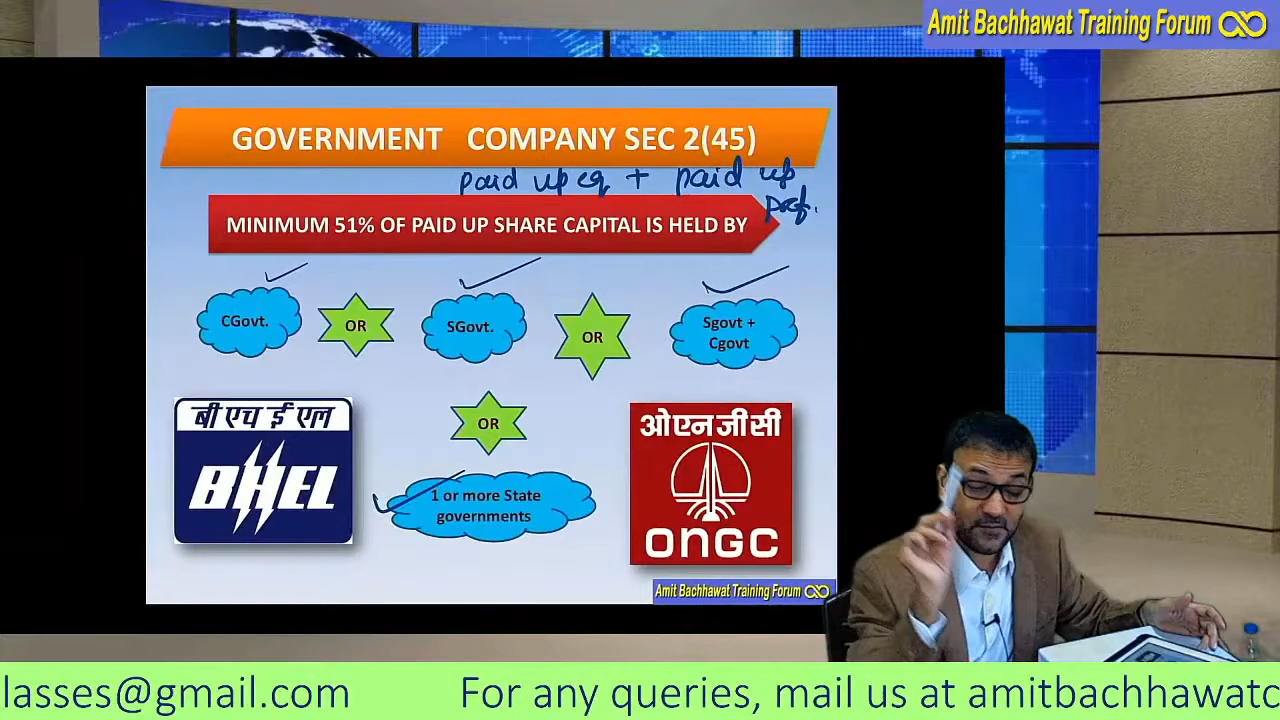 Amit Bachhawat Training Forum
GOVERNMENT COMPANY SEC 2(45)
paid up eq + paid up
pref.
MINIMUM 51% OF PAID UP SHARE CAPITAL IS HELD BY
CGovt.
OR
SGovt.
OR
Sgovt +
Cgovt
बी एच ई एल
BHEL
OR
1 or more State
governments
ओ एन जी सी
ONGC
Amit Bachhawat Training Forum
lasses@gmail.com For any queries, mail us at amitbachhawatc